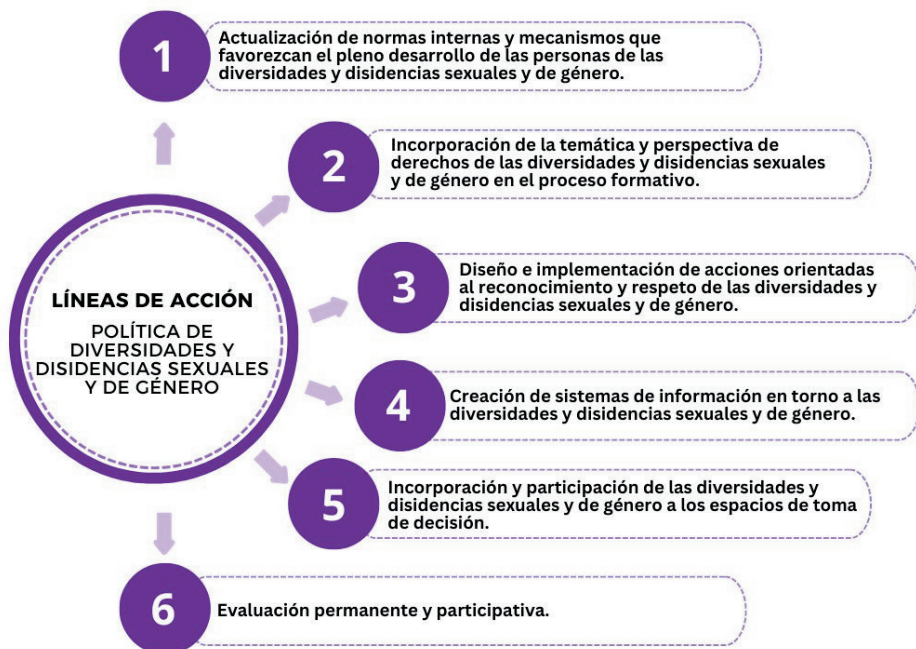 1
Actualización de normas internas y mecanismos que
favorezcan el pleno desarrollo de las personas de las
diversidades y disidencias sexuales y de género.
2
Incorporación de la temática y perspectiva de
derechos de las diversidades y disidencias sexuales
y de género en el proceso formativo.
LÍNEAS DE ACCIÓN
POLÍTICA DE
DIVERSIDADES Y
DISIDENCIAS SEXUALES
Y DE GÉNERO
3
Diseño e implementación de acciones orientadas
al reconocimiento y respeto de las diversidades y
disidencias sexuales y de género.
4
Creación de sistemas de información en torno a las
diversidades y disidencias sexuales y de género.
5
Incorporación y participación de las diversidades y
disidencias sexuales y de género a los espacios de toma
de decisión.
6
Evaluación permanente y participativa.